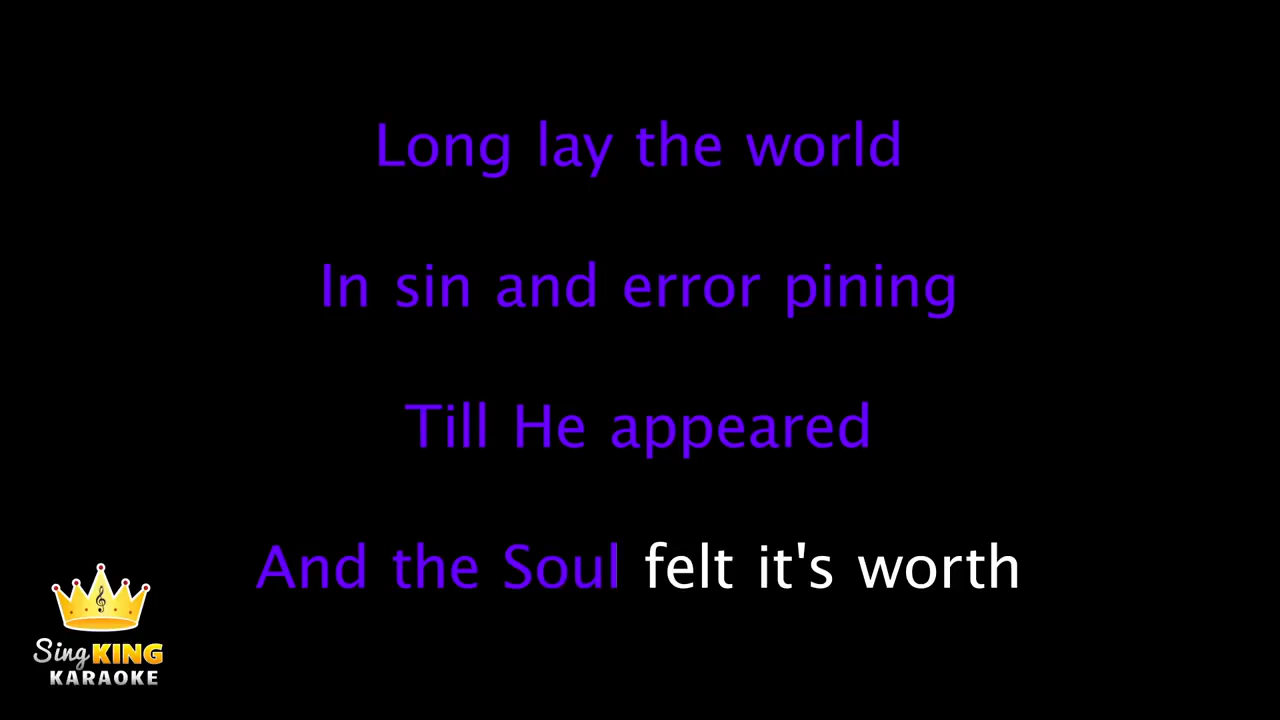 Long lay the world
In sin and error pining
Till He appeared
And the Soul felt it's worth
Sing KING
KARAOKE